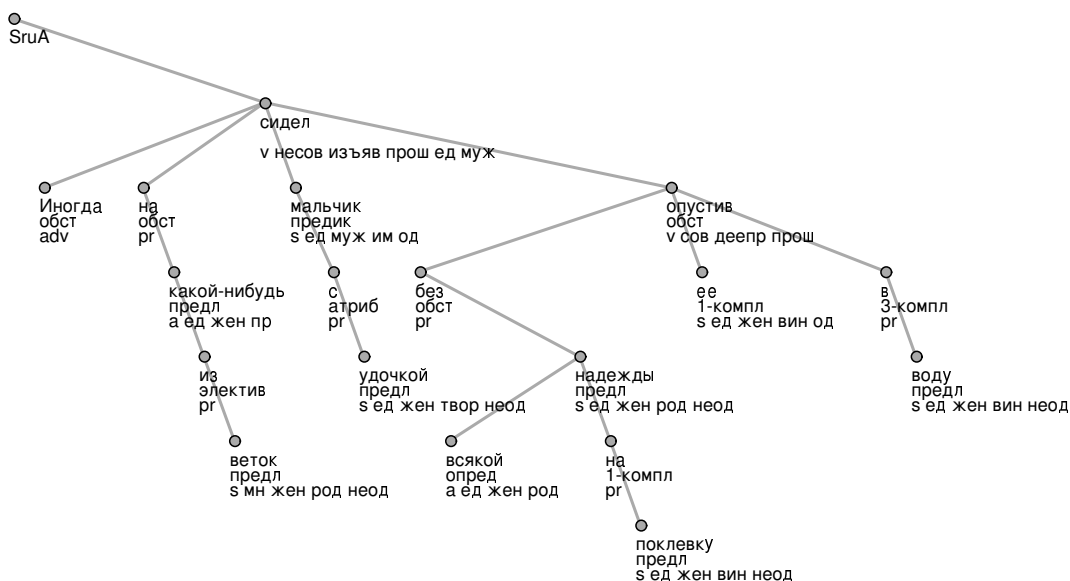 SruA
сидел
v несов изъяв прош ед муж
Иногда
обст
adv
на
обст
pr
мальчик
предик
s ед муж им од
опустив
обст
v сов деепр прош
какой-нибудь
предл
a ед жен пр
с
атриб
pr
без
обст
pr
ее
1-компл
s ед жен вин од
в
3-компл
pr
из
электив
pr
удочкой
предл
s ед жен твор неод
надежды
предл
s ед жен род неод
воду
предл
s ед жен вин неод
веток
предл
s мн жен род неод
всякой
опред
a ед жен род
на
1-компл
pr
поклевку
предл
s ед жен вин неод